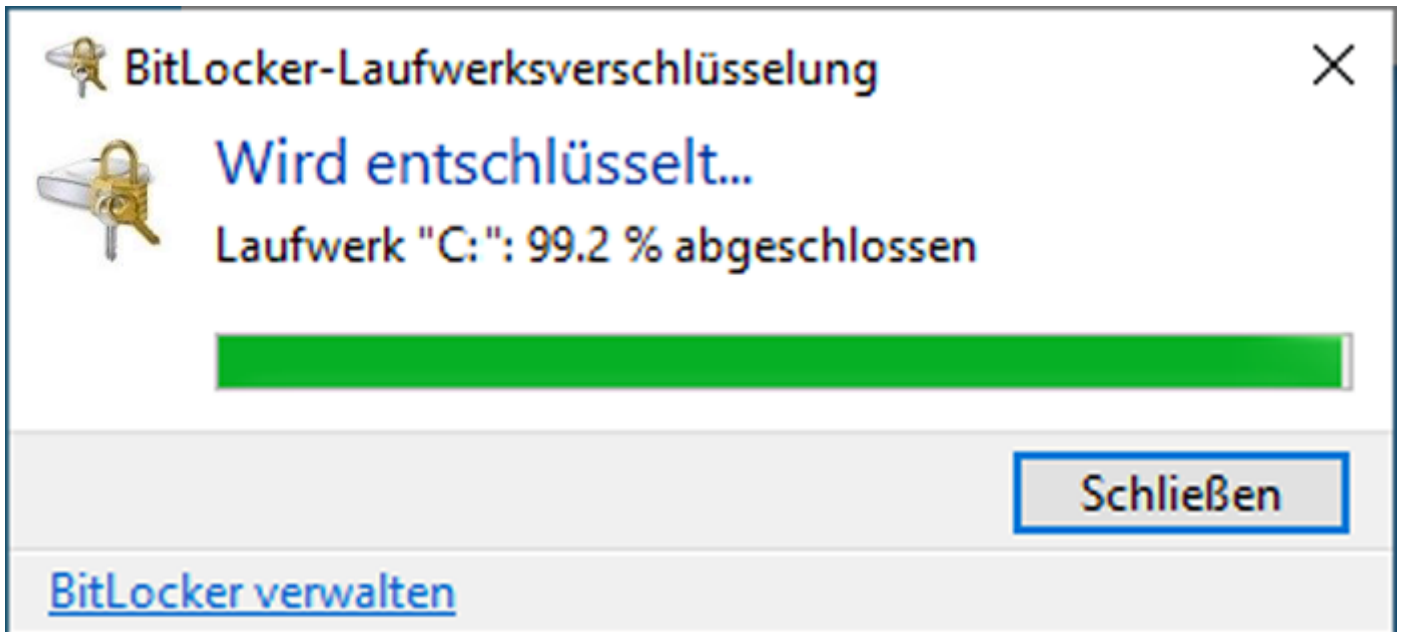 BitLocker-Laufwerksverschlüsselung
Wird entschlüsselt...
Laufwerk "C:": 99.2 % abgeschlossen
Schließen
BitLocker verwalten